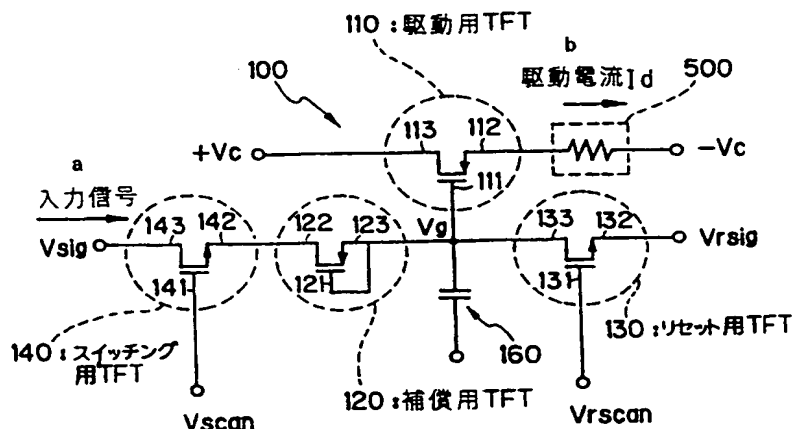 110：駆動用TFT
b
駆動電流Id
500
100
113
112
+Vc
-Vc
111
a
入力信号
143
142
122
123
Vg
133
132
Vsig
Vrsig
141
121
131
140：スイッチング
用TFT
160
130：リセット用TFT
120：補償用TFT
Vscan
Vrscan